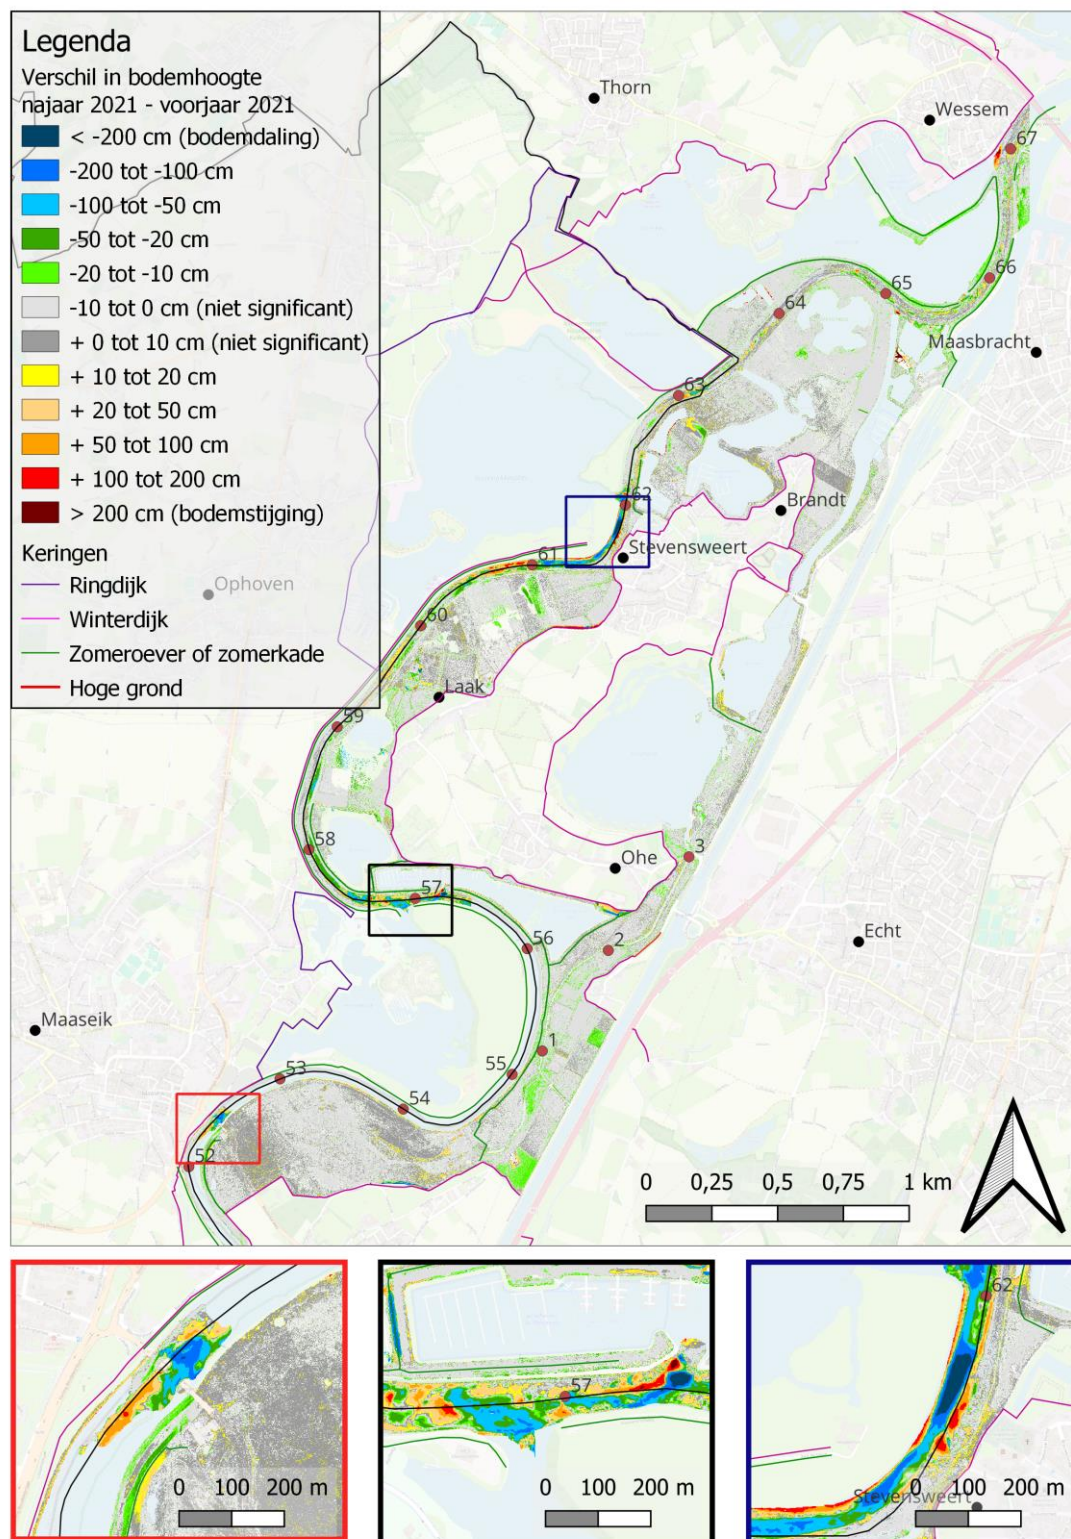 Legenda
Verschil in bodemhoogte
najaar 2021 - voorjaar 2021
< -200 cm (bodemdaling)
-200 tot -100 cm
-100 tot -50 cm
-50 tot -20 cm
-20 tot -10 cm
-10 tot 0 cm (niet significant)
+ 0 tot 10 cm (niet significant)
+ 10 tot 20 cm
+ 20 tot 50 cm
+ 50 tot 100 cm
+ 100 tot 200 cm
> 200 cm (bodemstijging)
Keringen
Ringdijk
Winterdijk
Zomeroever of zomerkade
Hoge grond
Ophoven
Thorn
Wessem
67
66
65
64
Maasbracht
63
62
Brandt
Stevensweert
61
60
Laak
59
58
57
Ohe
3
Echt
2
56
Maaseik
1
55
53
54
52
0 0,25 0,5 0,75 1 km
0 100 200 m
57
0 100 200 m
62
0 100 200 m
Stevensweert